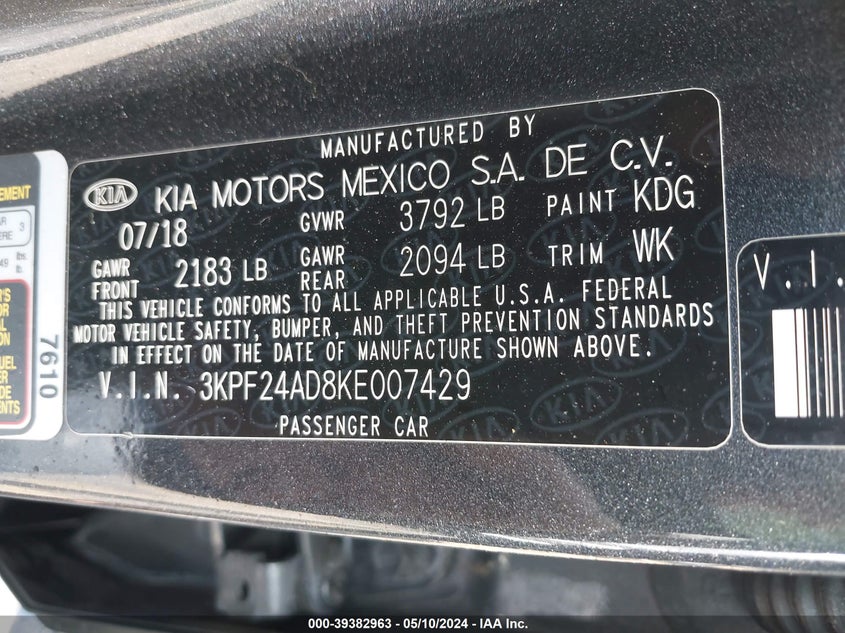 MANUFACTURED BY
KIA KIA MOTORS MEXICO S.A. DE C.V.
07/18 GVWR 3792 LB PAINT KDG
GAWR FRONT 2183 LB GAWR REAR 2094 LB TRIM WK
THIS VEHICLE CONFORMS TO ALL APPLICABLE U.S.A. FEDERAL
MOTOR VEHICLE SAFETY, BUMPER, AND THEFT PREVENTION STANDARDS
IN EFFECT ON THE DATE OF MANUFACTURE SHOWN ABOVE.
V.I.N. 3KPF24AD8KE007429
PASSENGER CAR
7610
V.I.
000-39382963 - 05/10/2024 - IAA Inc.